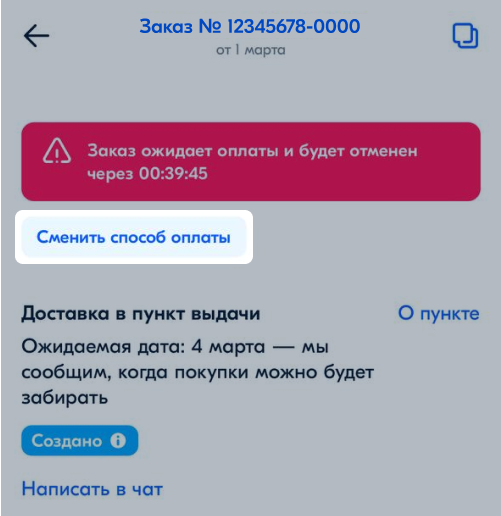 Заказ № 12345678-0000
от 1 марта
Заказ ожидает оплаты и будет отменен
через 00:39:45
Сменить способ оплаты
Доставка в пункт выдачи
О пункте
Ожидаемая дата: 4 марта — мы
сообщим, когда покупки можно будет
забирать
Создано
Написать в чат